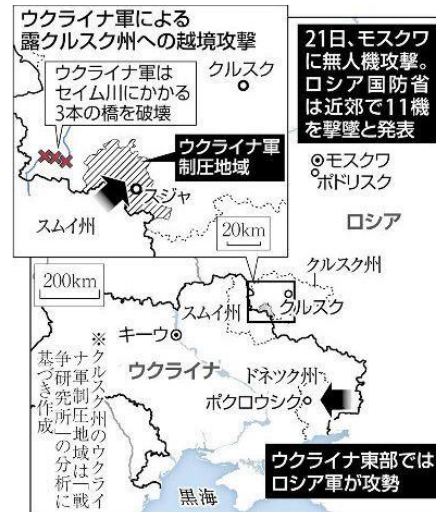 ウクライナ軍による
露クルスク州への越境攻撃
ウクライナ軍は
セイム川にかかる
3本の橋を破壊
クルスク
ウクライナ軍
制圧地域
スジャ
スムイ州
20km
21日、モスクワ
に無人機攻撃。
ロシア国防省
は近郊で11機
を撃墜と発表
モスクワ
ポドリスク
ロシア
200km
クルスク州
スムイ州
クルスク
キーウ
ウクライナ
ドネツク州
ポクロウシク
※クルスク州のウクライ
ナ軍制圧地域は「戦
争研究所」の分析に
基づき作成
ウクライナ東部では
ロシア軍が攻勢
黒海